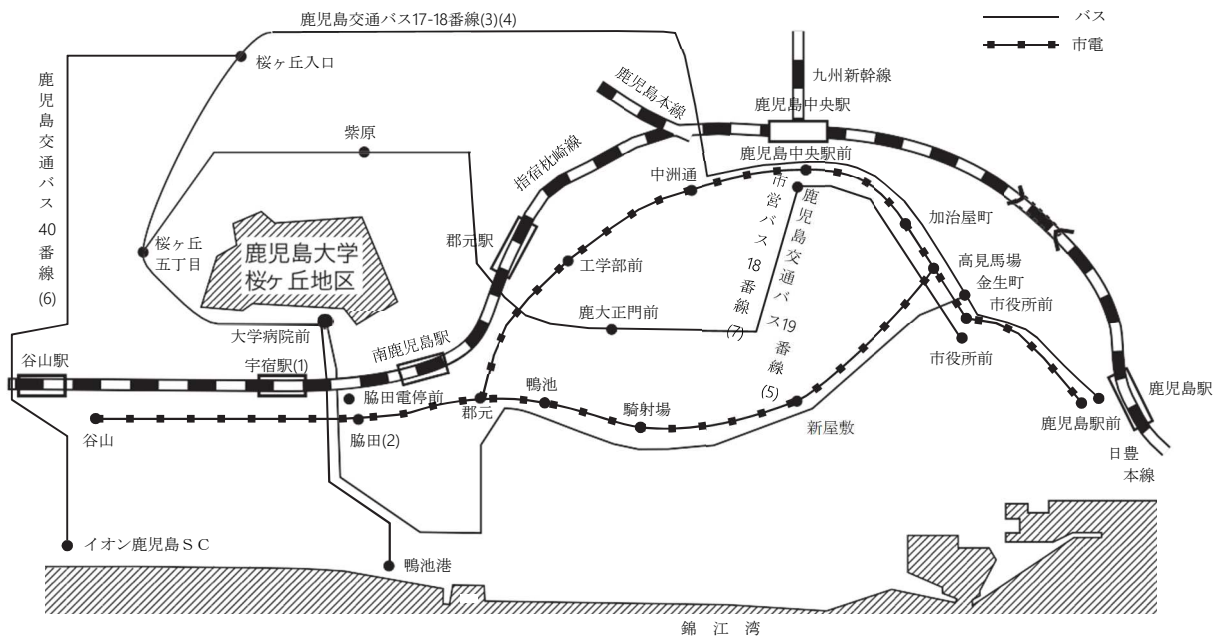 鹿児島交通バス17-18番線(3)(4)
バス
市電
桜ヶ丘入口
鹿児島交通バス 40番線(6)
九州新幹線
鹿児島本線
鹿児島中央駅
紫原
指宿枕崎線
鹿児島中央駅前
中洲通
市営バス18番線(7)
鹿児島交通バス19番線(5)
加治屋町
桜ヶ丘
五丁目
鹿児島大学
桜ケ丘地区
郡元駅
工学部前
高見馬場
金生町
市役所前
鹿大正門前
大学病院前
市役所前
谷山駅
宇宿駅(1)
南鹿児島駅
脇田電停前
郡元
鴨池
騎射場
新屋敷
鹿児島駅
鹿児島駅前
谷山
脇田(2)
日豊
本線
イオン鹿児島ＳＣ
鴨池港
錦江湾